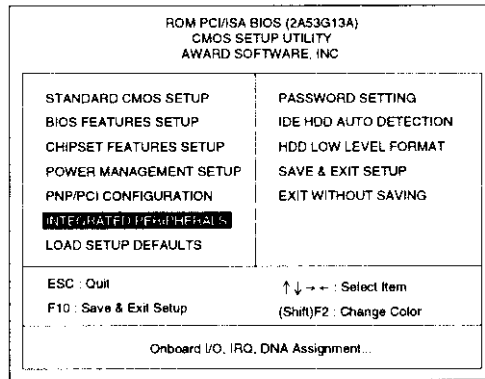 ROM PCI/ISA BIOS (2A53G13A)
CMOS SETUP UTILITY
AWARD SOFTWARE, INC
STANDARD CMOS SETUP
BIOS FEATURES SETUP
CHIPSET FEATURES SETUP
POWER MANAGEMENT SETUP
PNP/PCI CONFIGURATION
INTEGRATED PERIPHERALS
LOAD SETUP DEFAULTS
PASSWORD SETTING
IDE HDD AUTO DETECTION
HDD LOW LEVEL FORMAT
SAVE & EXIT SETUP
EXIT WITHOUT SAVING
ESC : Quit
F10 : Save & Exit Setup
↑ ↓ → ← : Select Item
(Shift)F2 : Change Color
Onboard I/O, IRQ, DNA Assignment...